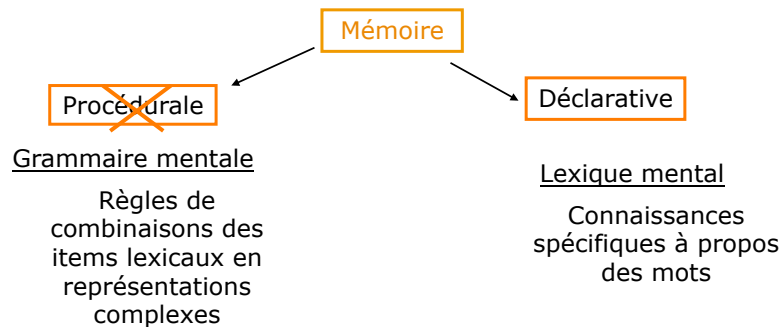 Mémoire
Procédurale
Déclarative
Grammaire mentale
Règles de
combinaisons des
items lexicaux en
représentations
complexes
Lexique mental
Connaissances
spécifiques à propos
des mots